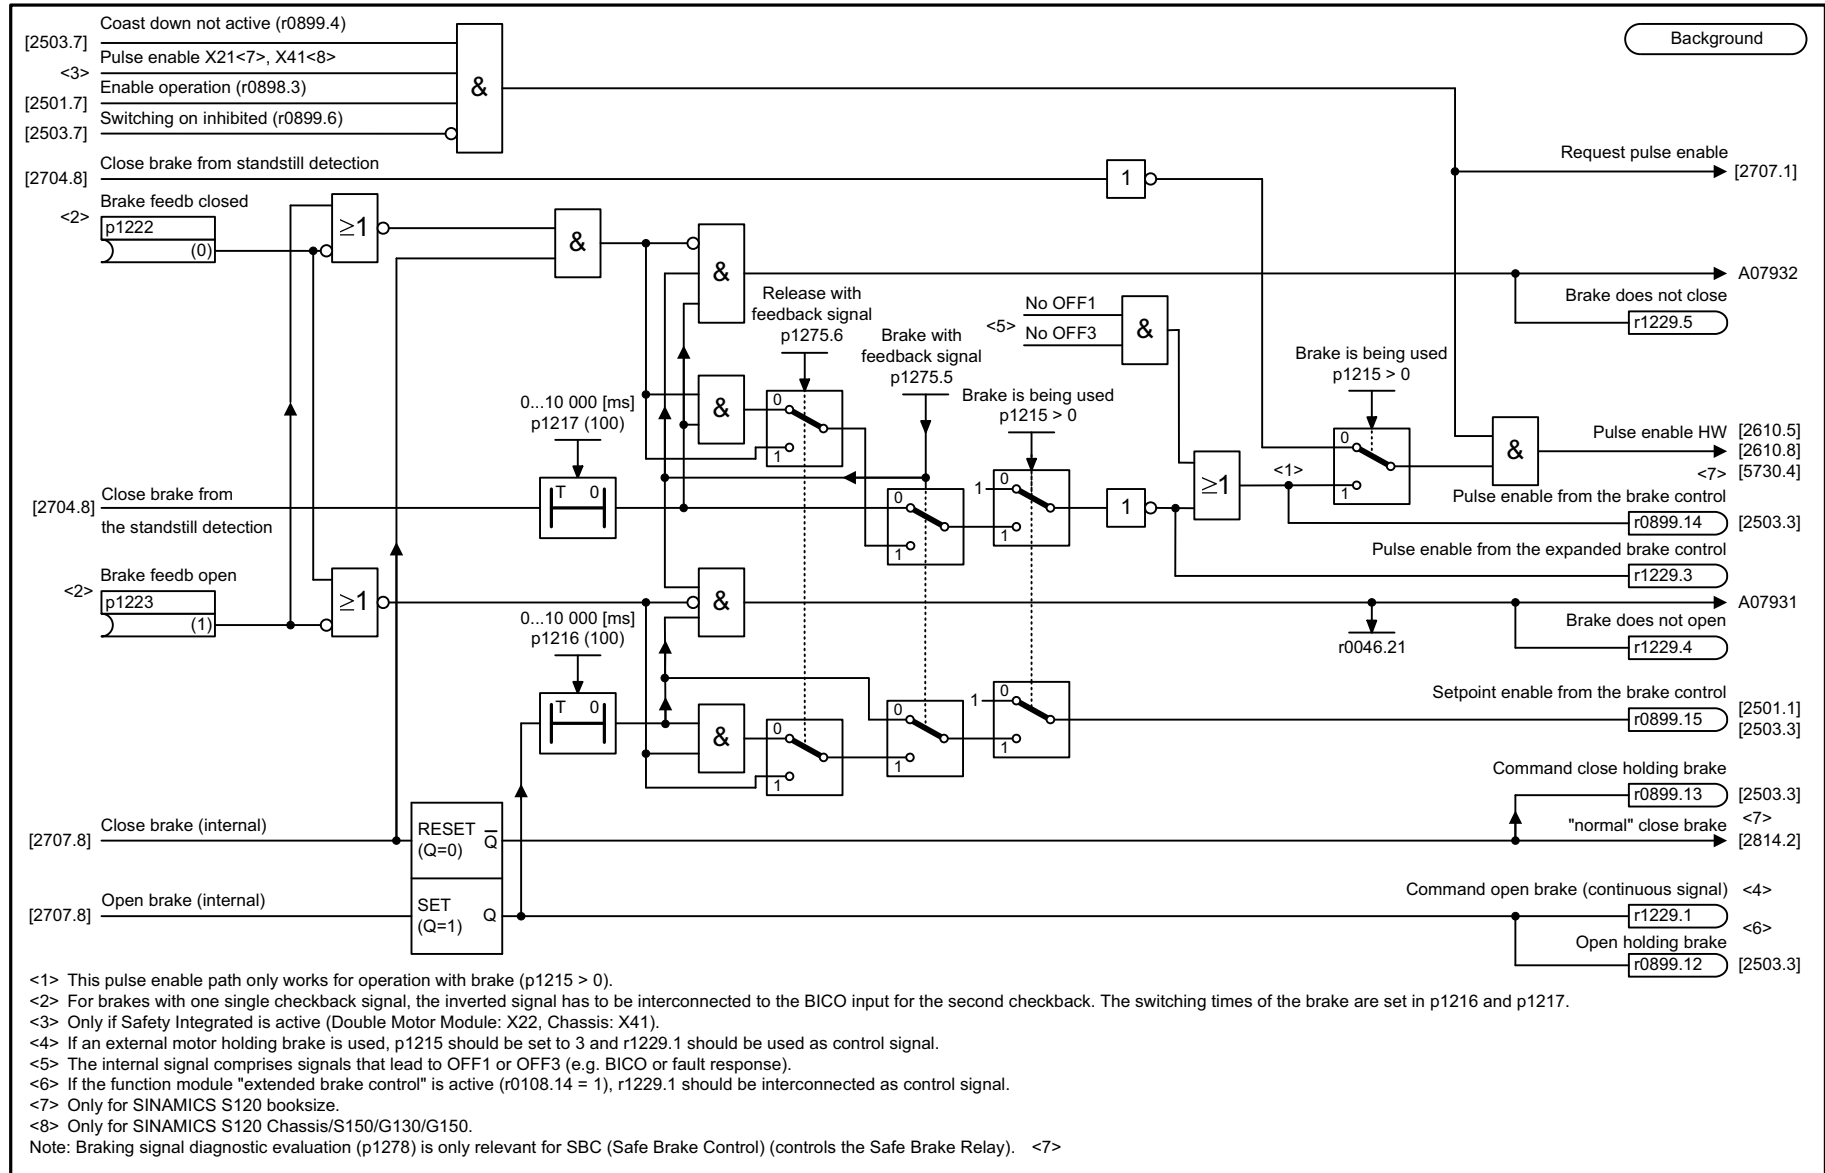 Coast down not active (r0899.4)
[2503.7]
Pulse enable X21<7>, X41<8>
<3>
Enable operation (r0898.3)
[2501.7]
Switching on inhibited (r0899.6)
[2503.7]
&
Background
Close brake from standstill detection
[2704.8]
1
Request pulse enable
[2707.1]
Brake feedb closed
<2>
p1222
(0)
≥1
&
&
A07932
Brake does not close
r1229.5
Release with
feedback signal
p1275.6
Brake with
feedback signal
p1275.5
No OFF1
<5>
No OFF3
&
Brake is being used
p1215 > 0
Brake is being used
p1215 > 0
0...10 000 [ms]
p1217 (100)
&
0
1
0
1
&
Pulse enable HW
[2610.5]
[2610.8]
<7> [5730.4]
Close brake from
[2704.8]
the standstill detection
T 0
0
1
1
0
1
1
≥1
<1>
Pulse enable from the brake control
r0899.14
[2503.3]
Pulse enable from the expanded brake control
r1229.3
Brake feedb open
<2>
p1223
(1)
≥1
&
A07931
Brake does not open
r1229.4
r0046.21
0...10 000 [ms]
p1216 (100)
T 0
&
0
1
0
1
1
0
1
Setpoint enable from the brake control
r0899.15
[2501.1]
[2503.3]
Command close holding brake
r0899.13
[2503.3]
Close brake (internal)
[2707.8]
RESET
(Q=0)
Q̅
<7>
"normal" close brake
[2814.2]
Open brake (internal)
[2707.8]
SET
(Q=1)
Q
Command open brake (continuous signal) <4>
r1229.1
<6>
Open holding brake
r0899.12
[2503.3]
<1> This pulse enable path only works for operation with brake (p1215 > 0).
<2> For brakes with one single checkback signal, the inverted signal has to be interconnected to the BICO input for the second checkback. The switching times of the brake are set in p1216 and p1217.
<3> Only if Safety Integrated is active (Double Motor Module: X22, Chassis: X41).
<4> If an external motor holding brake is used, p1215 should be set to 3 and r1229.1 should be used as control signal.
<5> The internal signal comprises signals that lead to OFF1 or OFF3 (e.g. BICO or fault response).
<6> If the function module "extended brake control" is active (r0108.14 = 1), r1229.1 should be interconnected as control signal.
<7> Only for SINAMICS S120 booksize.
<8> Only for SINAMICS S120 Chassis/S150/G130/G150.
Note: Braking signal diagnostic evaluation (p1278) is only relevant for SBC (Safe Brake Control) (controls the Safe Brake Relay). <7>